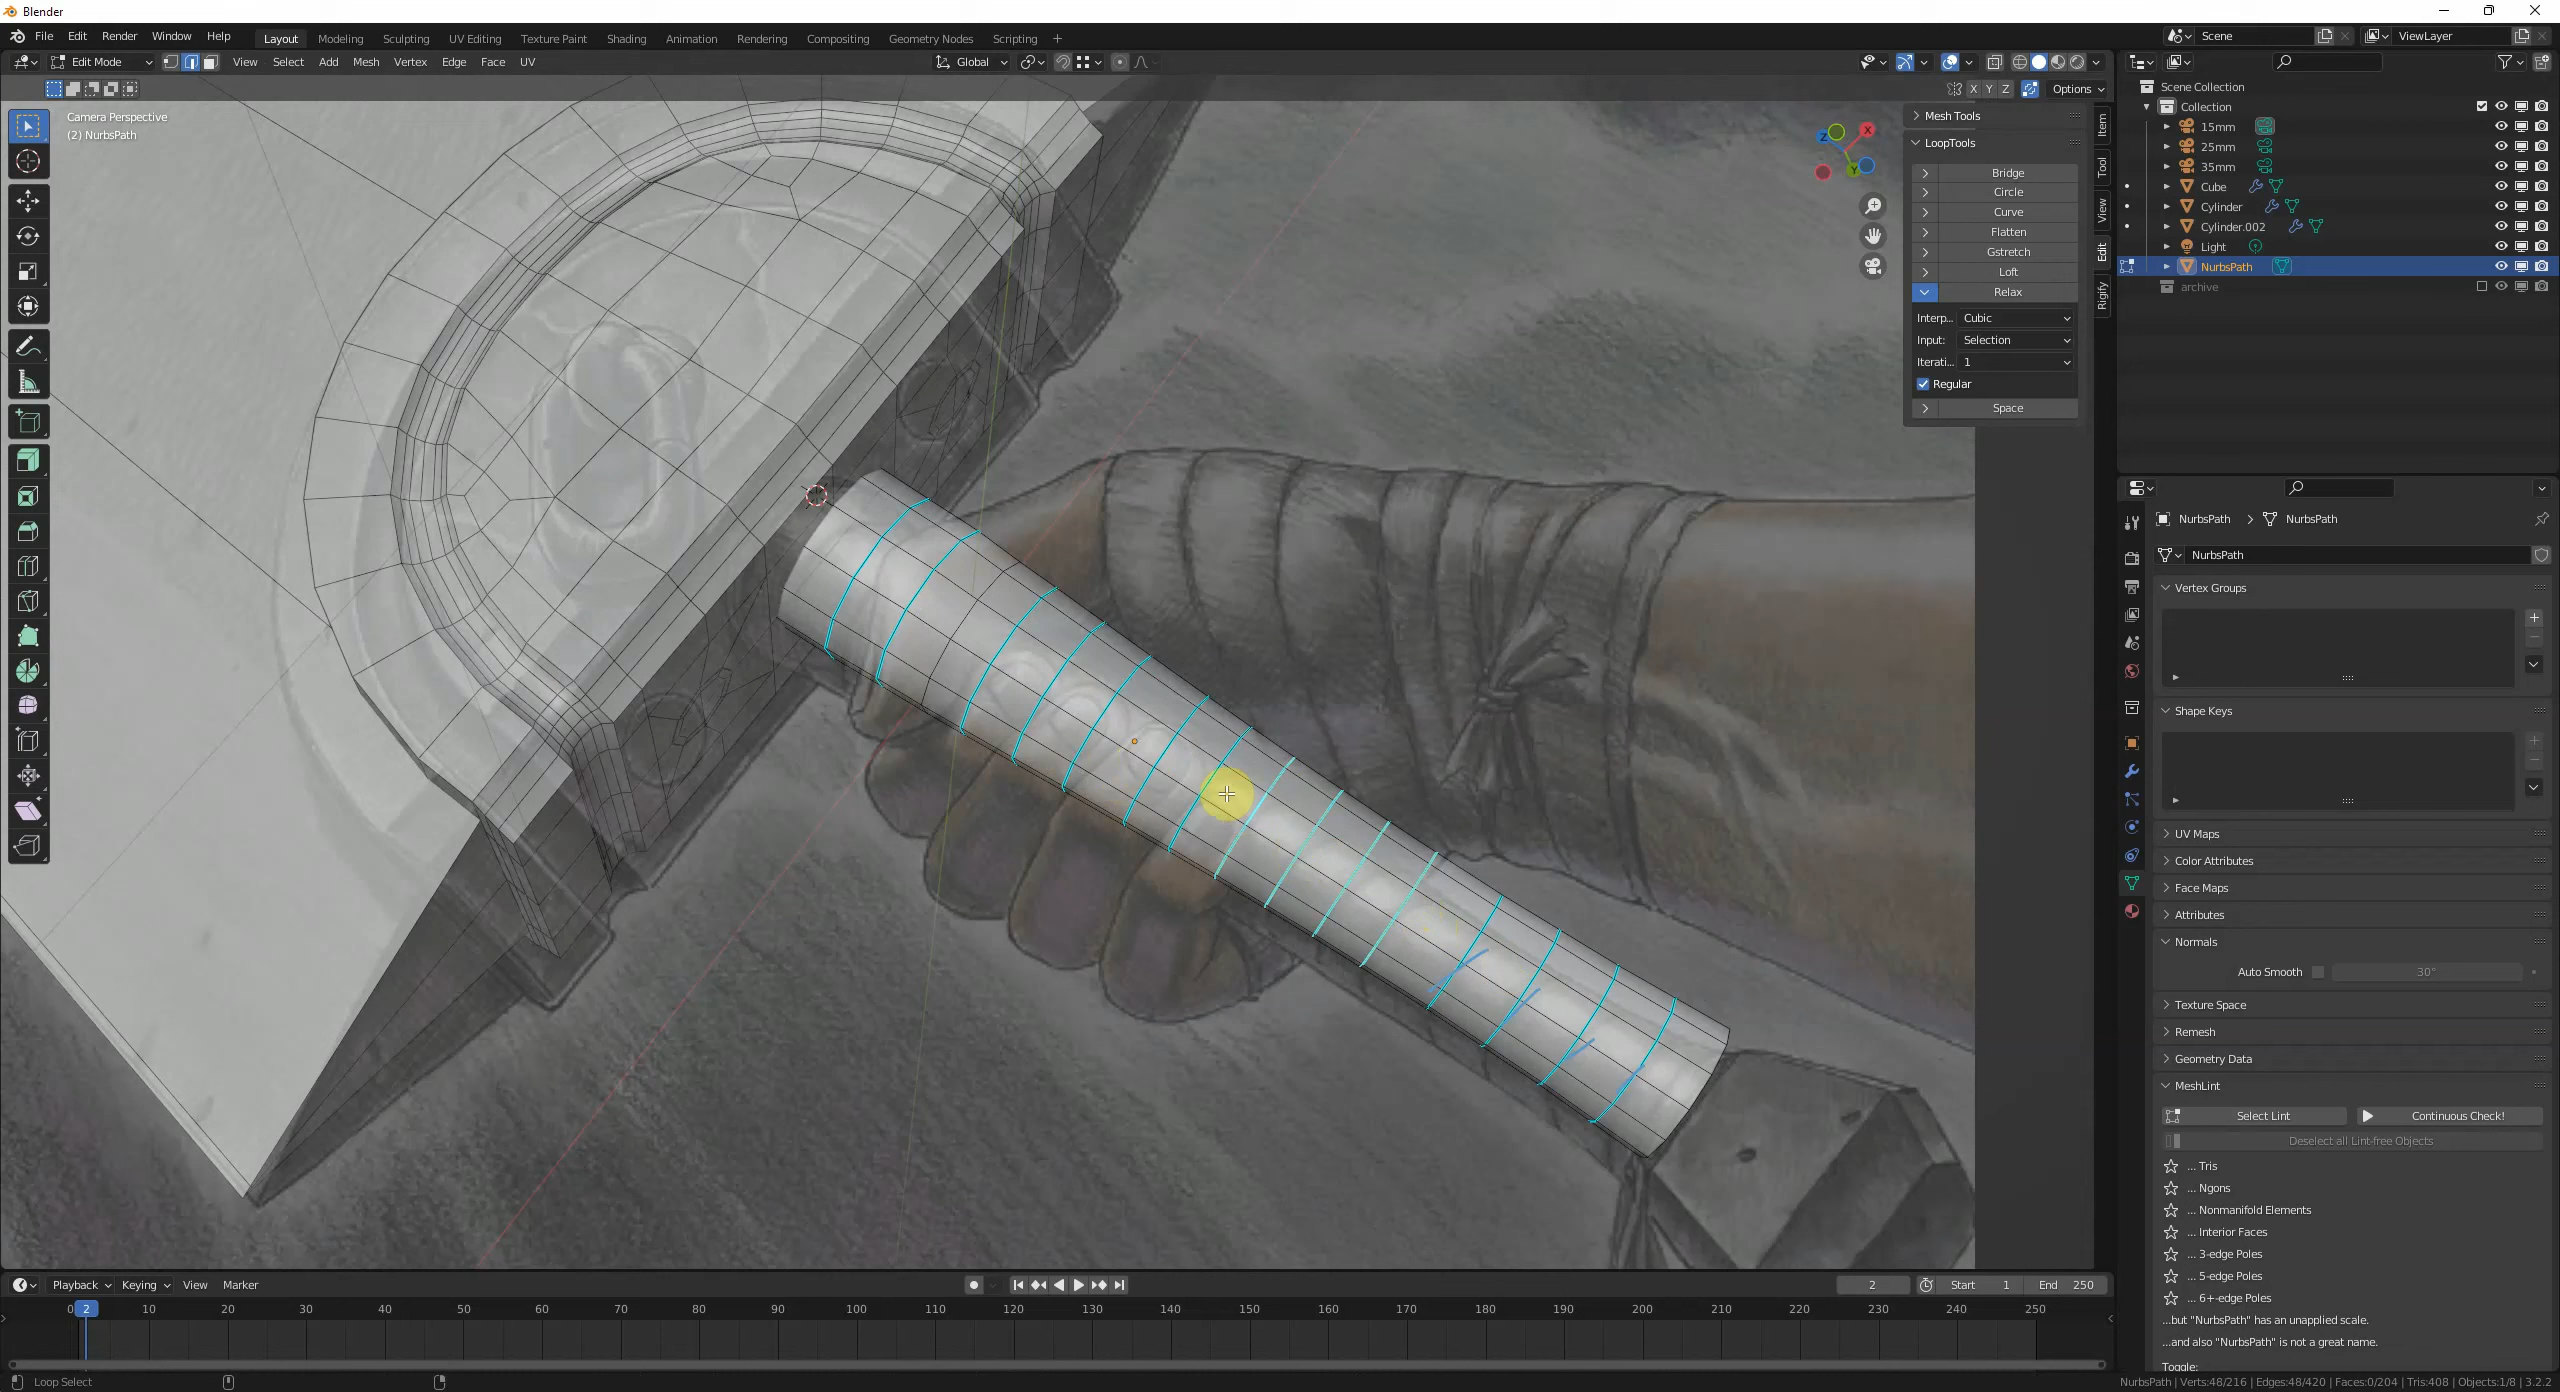 Blender
File Edit Render Window Help
Layout Modeling Sculpting UV Editing Texture Paint Shading Animation Rendering Compositing Geometry Nodes Scripting +
Scene
ViewLayer
Edit Mode
View Select Add Mesh Vertex Edge Face UV
Global
X Y Z
Options
Camera Perspective
(2) NurbsPath
X
Z
Y
Mesh Tools
LoopTools
Bridge
Circle
Curve
Flatten
Gstretch
Loft
Relax
Interp... Cubic
Input: Selection
Iterati... 1
Regular
Space
Item
Tool
View
Edit
Rigify
Scene Collection
Collection
15mm
25mm
35mm
Cube
Cylinder
Cylinder.002
Light
NurbsPath
archive
NurbsPath > NurbsPath
NurbsPath
Vertex Groups
Shape Keys
UV Maps
Color Attributes
Face Maps
Attributes
Normals
Auto Smooth 30°
Texture Space
Remesh
Geometry Data
MeshLint
Select Lint
Continuous Check!
Deselect all Lint-free Objects
... Tris
... Ngons
... Nonmanifold Elements
... Interior Faces
... 3-edge Poles
... 5-edge Poles
... 6+-edge Poles
...but "NurbsPath" has an unapplied scale.
...and also "NurbsPath" is not a great name.
Toggle:
Playback Keying View Marker
2
Start 1 End 250
0 2 10 20 30 40 50 60 70 80 90 100 110 120 130 140 150 160 170 180 190 200 210 220 230 240 250
Loop Select
NurbsPath | Verts:48/216 | Edges:48/420 | Faces:0/204 | Tris:408 | Objects:1/8 | 3.2.2